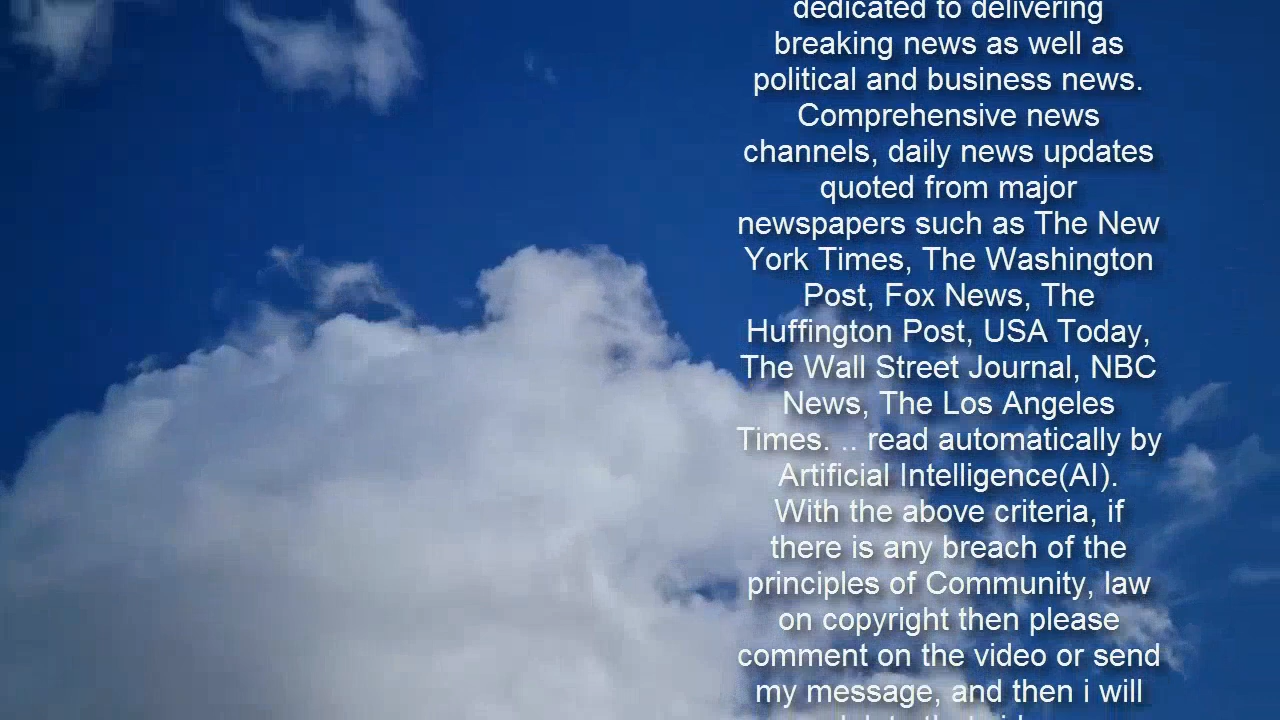 dedicated to delivering
breaking news as well as
political and business news.
Comprehensive news
channels, daily news updates
quoted from major
newspapers such as The New
York Times, The Washington
Post, Fox News, The
Huffington Post, USA Today,
The Wall Street Journal, NBC
News, The Los Angeles
Times. .. read automatically by
Artificial Intelligence(AI).
With the above criteria, if
there is any breach of the
principles of Community, law
on copyright then please
comment on the video or send
my message, and then i will